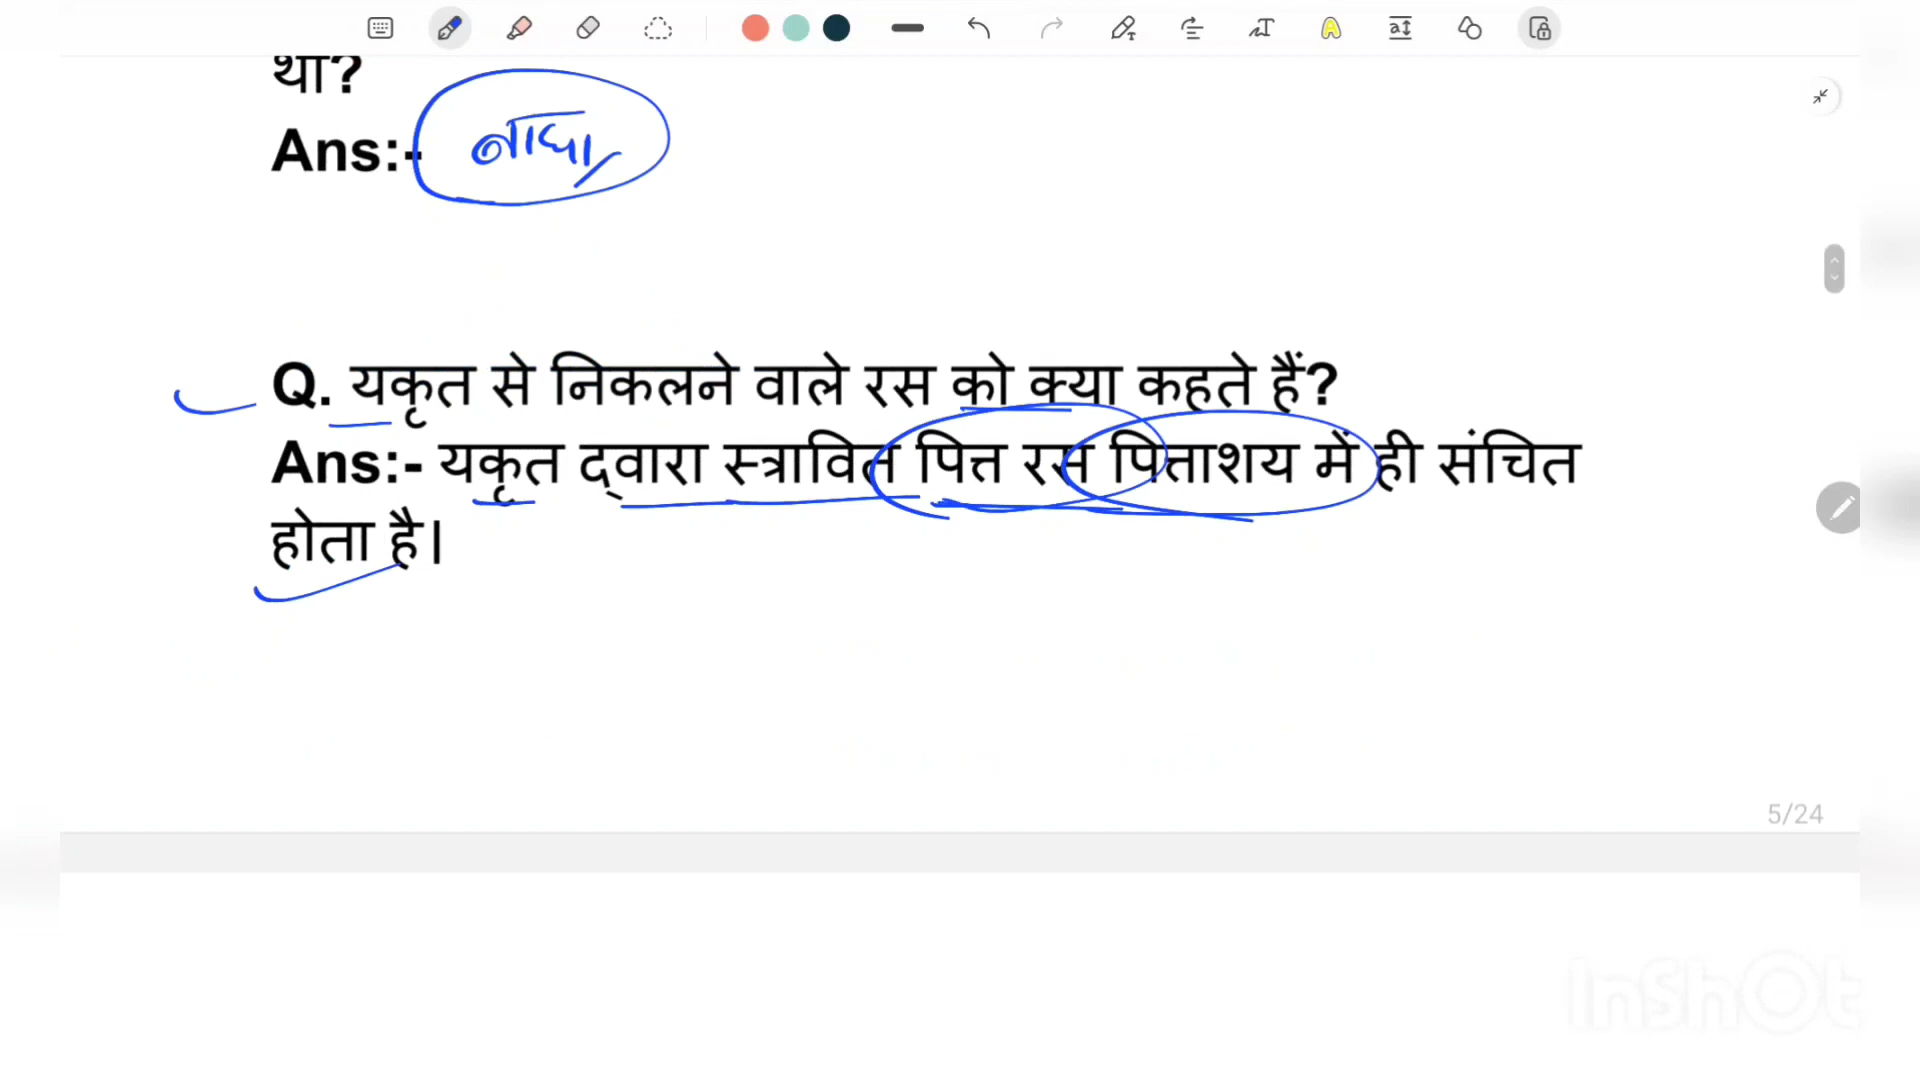 था?
Ans:-
Q. यकृत से निकलने वाले रस को क्या कहते हैं?
Ans:- यकृत द्वारा स्त्रावित पित्त रस पिताशय में ही संचित
होता है।
5/24
InShOt